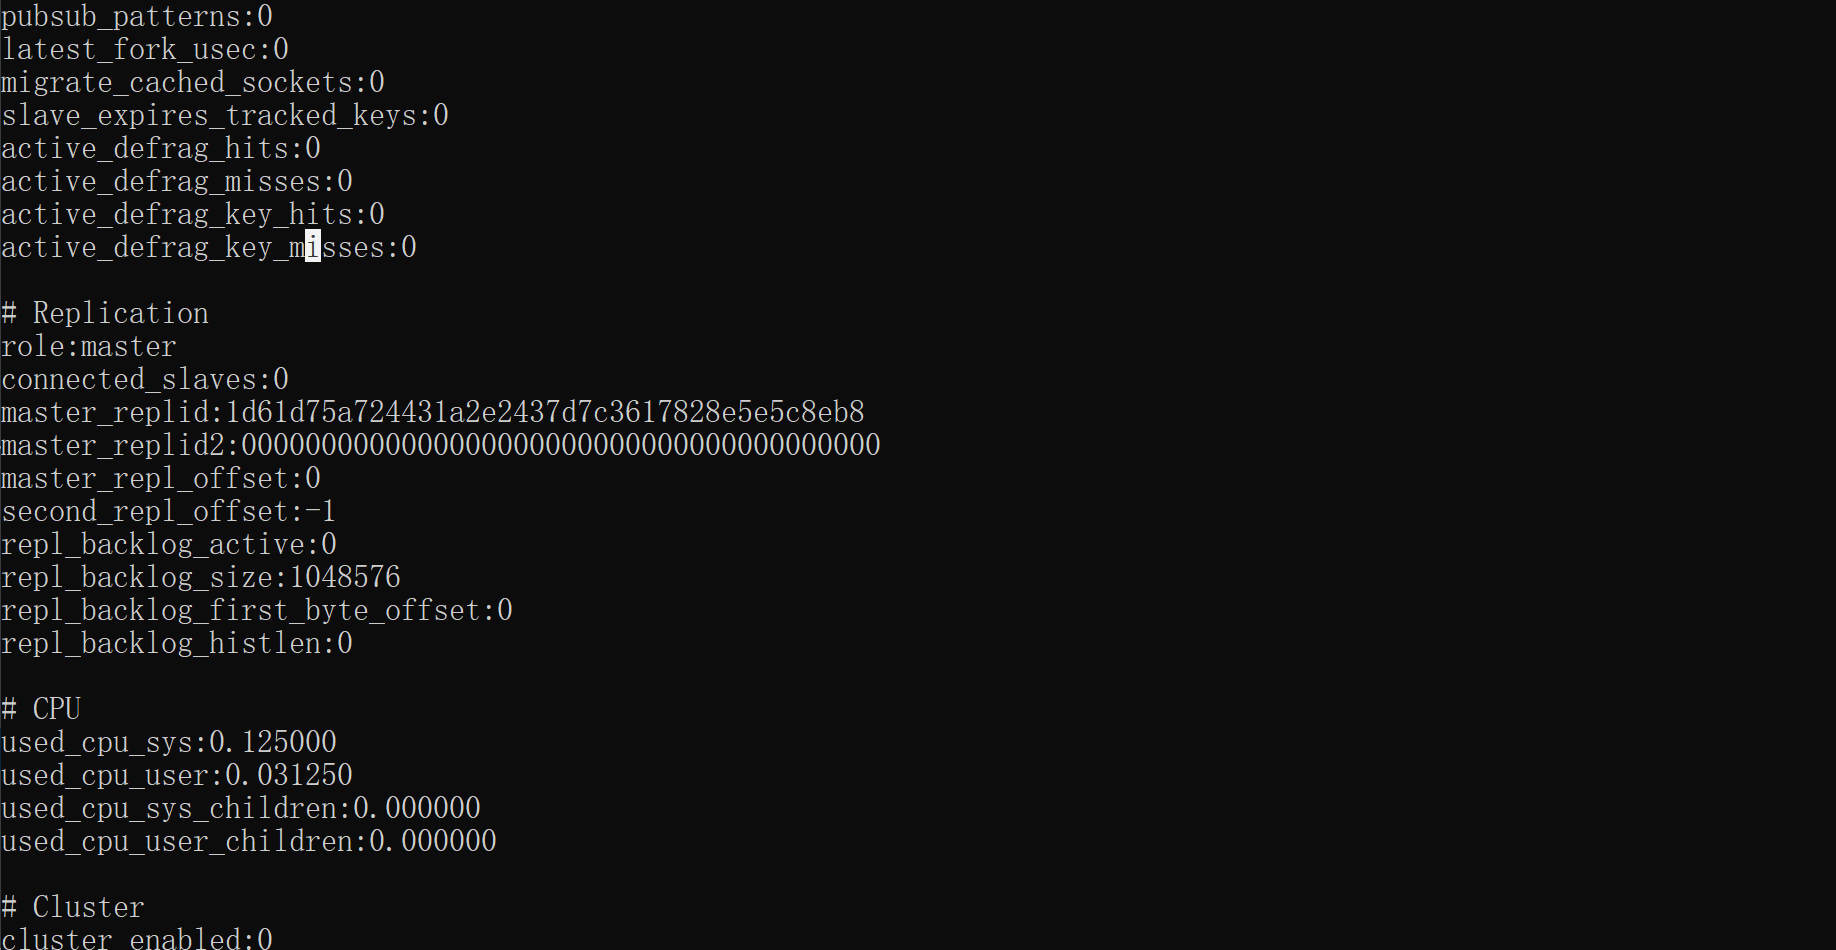 pubsub_patterns:0
latest_fork_usec:0
migrate_cached_sockets:0
slave_expires_tracked_keys:0
active_defrag_hits:0
active_defrag_misses:0
active_defrag_key_hits:0
active_defrag_key_misses:0
# Replication
role:master
connected_slaves:0
master_replid:1d61d75a724431a2e2437d7c3617828e5e5c8eb8
master_replid2:0000000000000000000000000000000000000000
master_repl_offset:0
second_repl_offset:-1
repl_backlog_active:0
repl_backlog_size:1048576
repl_backlog_first_byte_offset:0
repl_backlog_histlen:0
# CPU
used_cpu_sys:0.125000
used_cpu_user:0.031250
used_cpu_sys_children:0.000000
used_cpu_user_children:0.000000
# Cluster
cluster_enabled:0